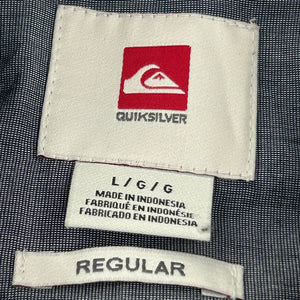 QUIKSILVER
L/G/G
MADE IN INDONESIA
FABRIQUÉ EN INDONÉSIE
FABRICADO EN INDONESIA
REGULAR